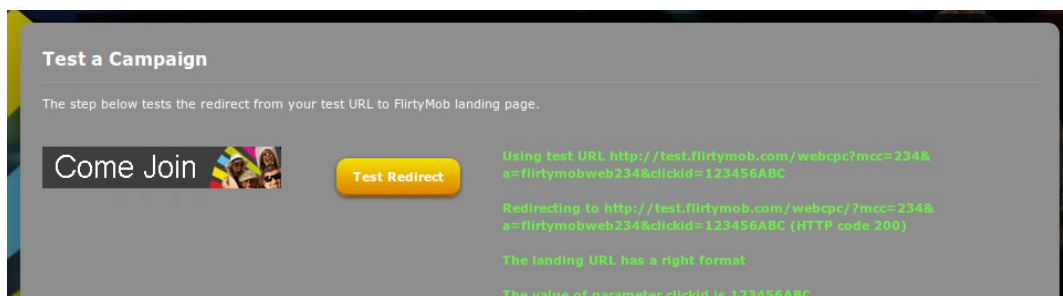 Test a Campaign
The step below tests the redirect from your test URL to FlirtyMob landing page.
Come Join
Test Redirect
Using test URL http://test.flirtymob.com/webcpc?mcc=234&
a=flirtymobweb234&clickid=123456ABC
Redirecting to http://test.flirtymob.com/webcpc/?mcc=234&
a=flirtymobweb234&clickid=123456ABC (HTTP code 200)
The landing URL has a right format
The value of parameter clickid is 123456ABC